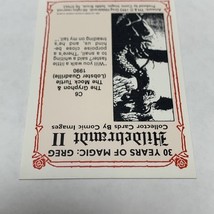 30 YEARS OF MAGIC: GREG
Hildebrandt II
Collector Cards By Comic Images
C6
The Gryphon &
The Mock Turtle
(Lobster Quadrille)
1990
"Will you walk a little
faster" said a whiting
to a snail, "There's
a porpoise close be-
hind us, and he's
treading on my tail.